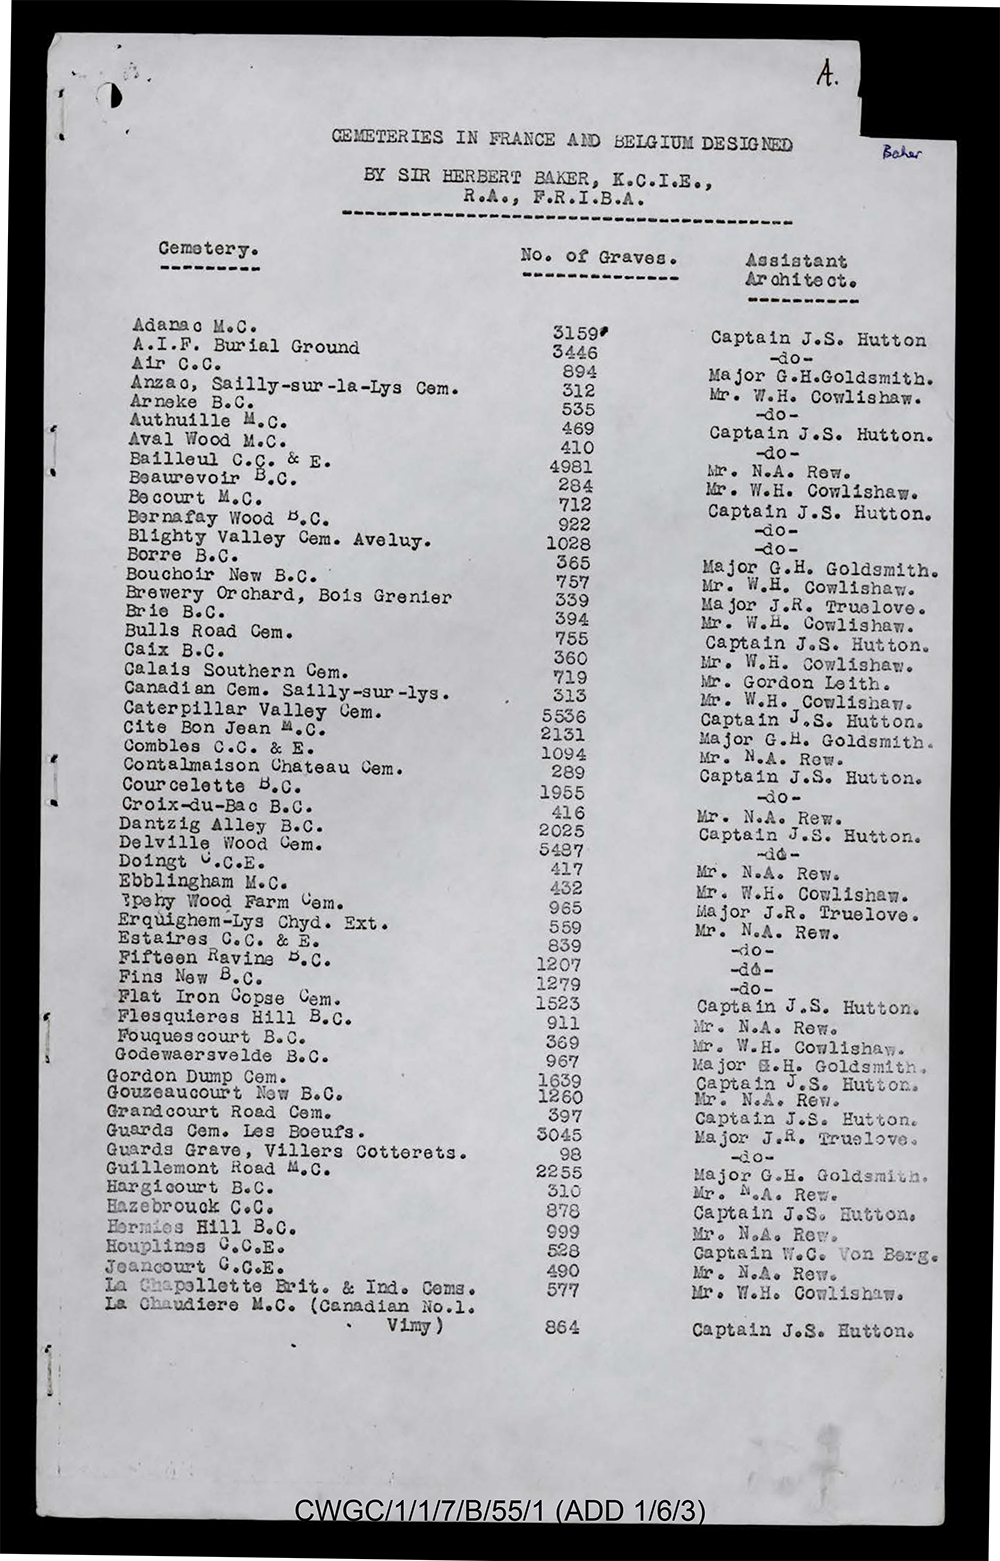 A.
Baker
CEMETERIES IN FRANCE AND BELGIUM DESIGNED
BY SIR HERBERT BAKER, K.C.I.E.,
R.A., F.R.I.B.A.
Cemetery. No. of Graves. Assistant
Architect.
Adanac M.C. 3159 Captain J.S. Hutton
A.I.F. Burial Ground 3446 -do-
Air C.C. 894 Major G.H.Goldsmith.
Anzac, Sailly-sur-la-Lys Cem. 312 Mr. W.H. Cowlishaw.
Arneke B.C. 535 -do-
Authuille M.C. 469 Captain J.S. Hutton.
Aval Wood M.C. 410 -do-
Bailleul C.C. & E. 4981 Mr. N.A. Rew.
Beaurevoir B.C. 284 Mr. W.H. Cowlishaw.
Becourt M.C. 712 Captain J.S. Hutton.
Bernafay Wood B.C. 922 -do-
Blighty Valley Cem. Aveluy. 1028 -do-
Borre B.C. 365 Major G.H. Goldsmith.
Bouchoir New B.C. 757 Mr. W.H. Cowlishaw.
Brewery Orchard, Bois Grenier 339 Major J.R. Truelove.
Brie B.C. 394 Mr. W.H. Cowlishaw.
Bulls Road Cem. 755 Captain J.S. Hutton.
Caix B.C. 360 Mr. W.H. Cowlishaw.
Calais Southern Cem. 719 Mr. Gordon Leith.
Canadian Cem. Sailly-sur-lys. 313 Mr. W.H. Cowlishaw.
Caterpillar Valley Cem. 5536 Captain J.S. Hutton.
Cite Bon Jean M.C. 2131 Major G.H. Goldsmith.
Combles C.C. & E. 1094 Mr. N.A. Rew.
Contalmaison Chateau Cem. 289 Captain J.S. Hutton.
Courcelette B.C. 1955 -do-
Croix-du-Bac B.C. 416 Mr. N.A. Rew.
Dantzig Alley B.C. 2025 Captain J.S. Hutton.
Delville Wood Cem. 5487 -do-
Doingt C.C.E. 417 Mr. N.A. Rew.
Ebblingham M.C. 432 Mr. W.H. Cowlishaw.
Epehy Wood Farm Cem. 965 Major J.R. Truelove.
Erquighem-Lys Chyd. Ext. 559 Mr. N.A. Rew.
Estaires C.C. & E. 839 -do-
Fifteen Ravine B.C. 1207 -do-
Fins New B.C. 1279 -do-
Flat Iron Copse Cem. 1523 Captain J.S. Hutton.
Flesquieres Hill B.C. 911 Mr. N.A. Rew.
Fouquescourt B.C. 369 Mr. W.H. Cowlishaw.
Godewaersvelde B.C. 967 Major G.H. Goldsmith.
Gordon Dump Cem. 1639 Captain J.S. Hutton.
Gouzeaucourt New B.C. 1260 Mr. N.A. Rew.
Grandcourt Road Cem. 397 Captain J.S. Hutton.
Guards Cem. Les Boeufs. 3045 Major J.R. Truelove.
Guards Grave, Villers Cotterets. 98 -do-
Guillemont Road M.C. 2255 Major G.H. Goldsmith.
Hargicourt B.C. 310 Mr. N.A. Rew.
Hazebrouck C.C. 878 Captain J.S. Hutton.
Hermies Hill B.C. 999 Mr. N.A. Rew.
Houplines C.C.E. 528 Captain W.C. Von Berg.
Jeancourt C.C.E. 490 Mr. N.A. Rew.
La Chapellette Brit. & Ind. Cems. 577 Mr. W.H. Cowlishaw.
La Chaudiere M.C. (Canadian No.1.
Vimy) 864 Captain J.S. Hutton.
CWGC/1/1/7/B/55/1 (ADD 1/6/3)